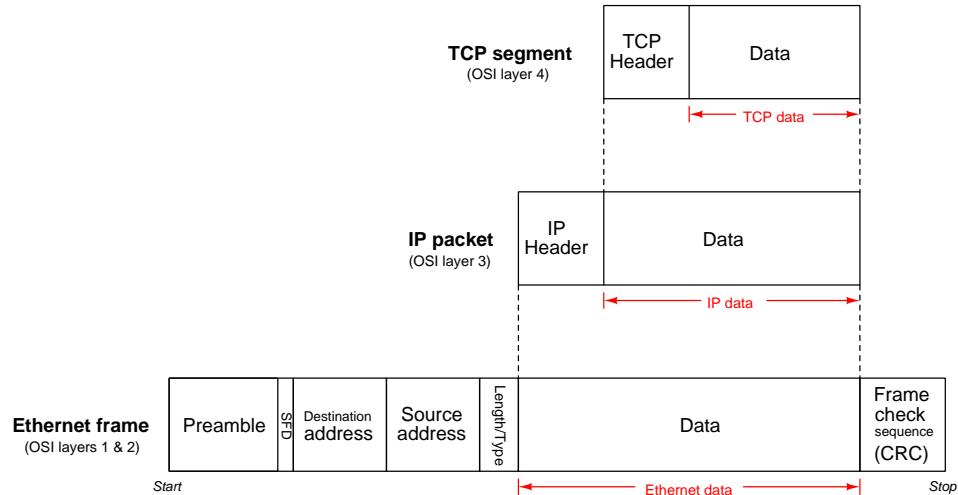 TCP segment
(OSI layer 4)
TCP
Header
Data
TCP data
IP packet
(OSI layer 3)
IP
Header
Data
IP data
Ethernet frame
(OSI layers 1 & 2)
Preamble
SFD
Destination
address
Source
address
Length/Type
Data
Frame
check
sequence
(CRC)
Start
Ethernet data
Stop